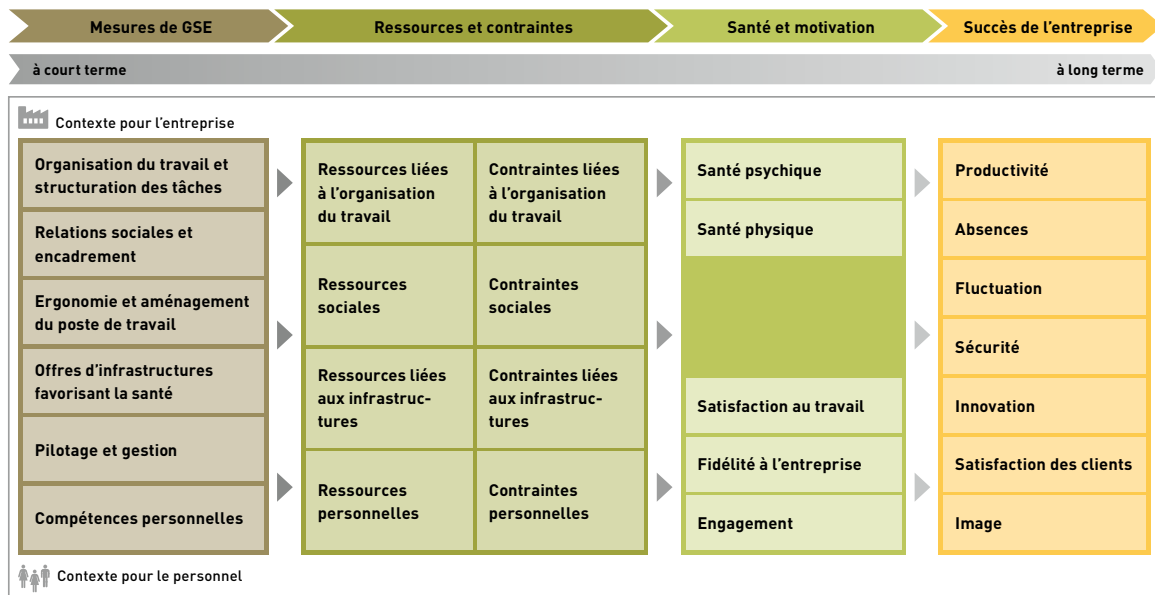 Mesures de GSE
Ressources et contraintes
Santé et motivation
Succès de l'entreprise
à court terme
à long terme
Contexte pour l'entreprise
Organisation du travail et
structuration des tâches
Relations sociales et
encadrement
Ergonomie et aménagement
du poste de travail
Offres d'infrastructures
favorisant la santé
Pilotage et gestion
Compétences personnelles
Ressources liées
à l'organisation
du travail
Contraintes liées
à l'organisation
du travail
Ressources
sociales
Contraintes
sociales
Ressources liées
aux infrastruc-
tures
Contraintes liées
aux infrastruc-
tures
Ressources
personnelles
Contraintes
personnelles
Santé psychique
Santé physique
Satisfaction au travail
Fidélité à l'entreprise
Engagement
Productivité
Absences
Fluctuation
Sécurité
Innovation
Satisfaction des clients
Image
Contexte pour le personnel